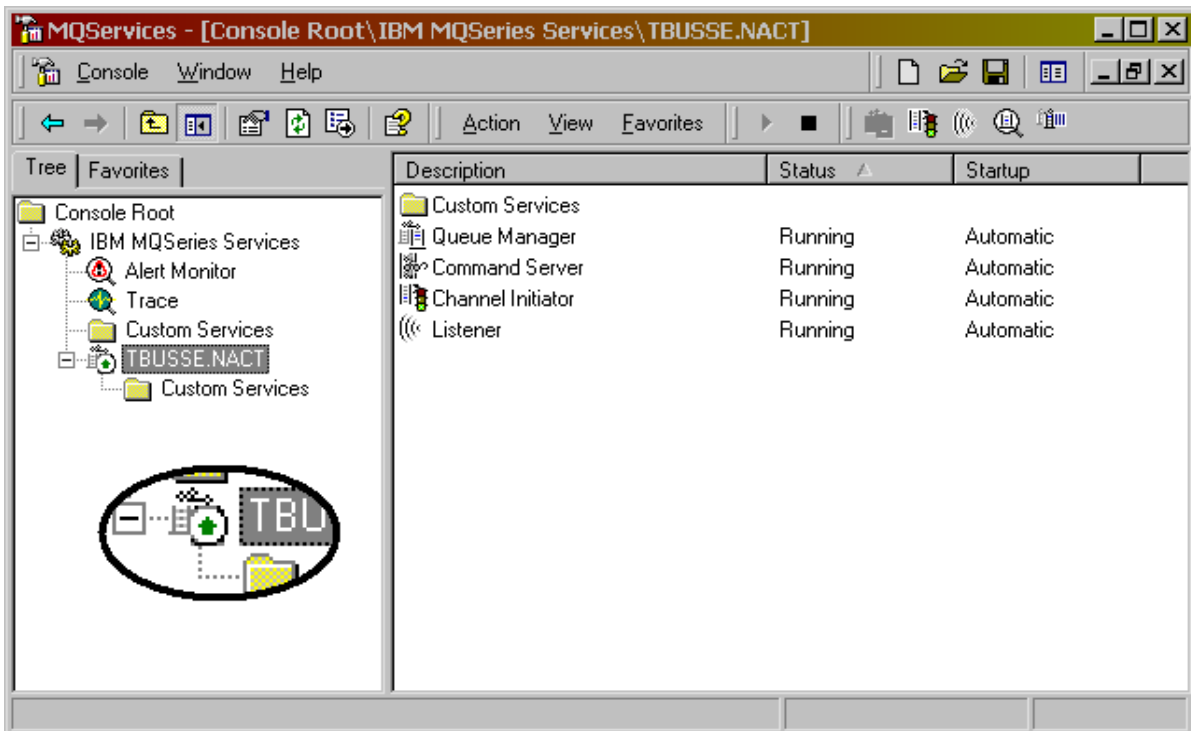 MQServices - [Console Root\IBM MQSeries Services\TBUSSE.NACT]
Console Window Help
Action View Favorites
Tree Favorites
Description Status Startup
Console Root
IBM MQSeries Services
Alert Monitor
Trace
Custom Services
TBUSSE.NACT
Custom Services
TBU
Custom Services
Queue Manager Running Automatic
Command Server Running Automatic
Channel Initiator Running Automatic
Listener Running Automatic